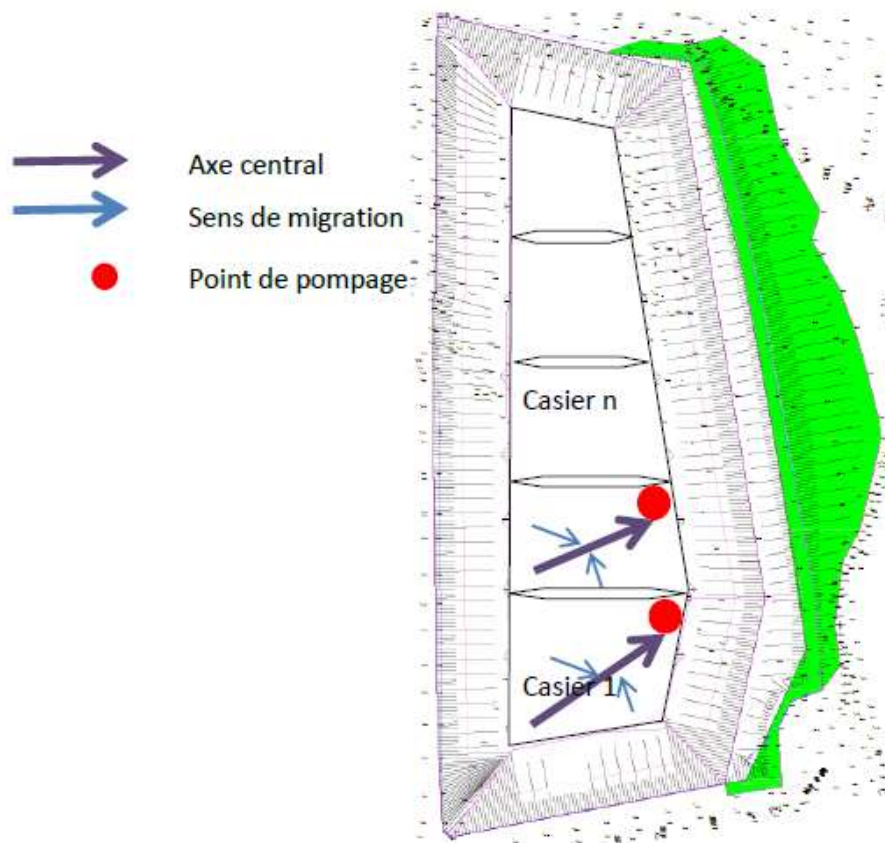 Axe central
Sens de migration
Point de pompage
Casier n
Casier 1